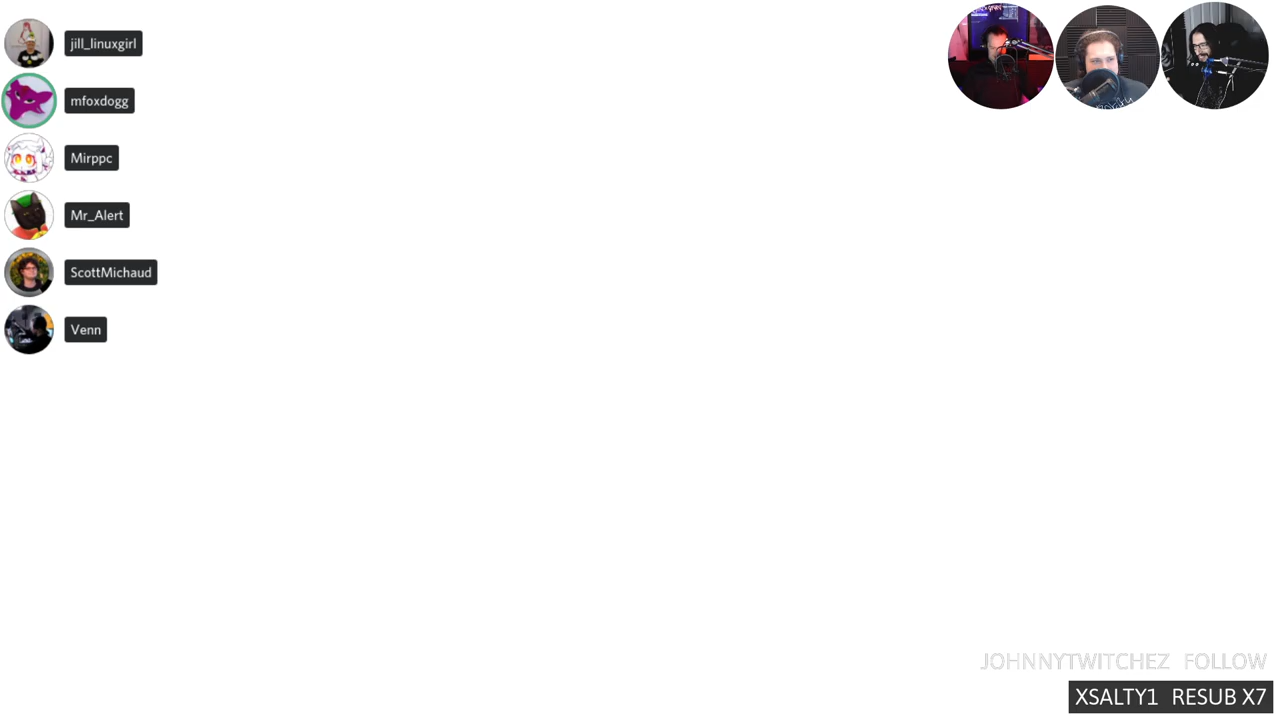 jill_linuxgirl
mfoxdogg
Mirppc
Mr_Alert
ScottMichaud
Venn
JOHNNYTWITCHEZ FOLLOW
XSALTY1 RESUB X7